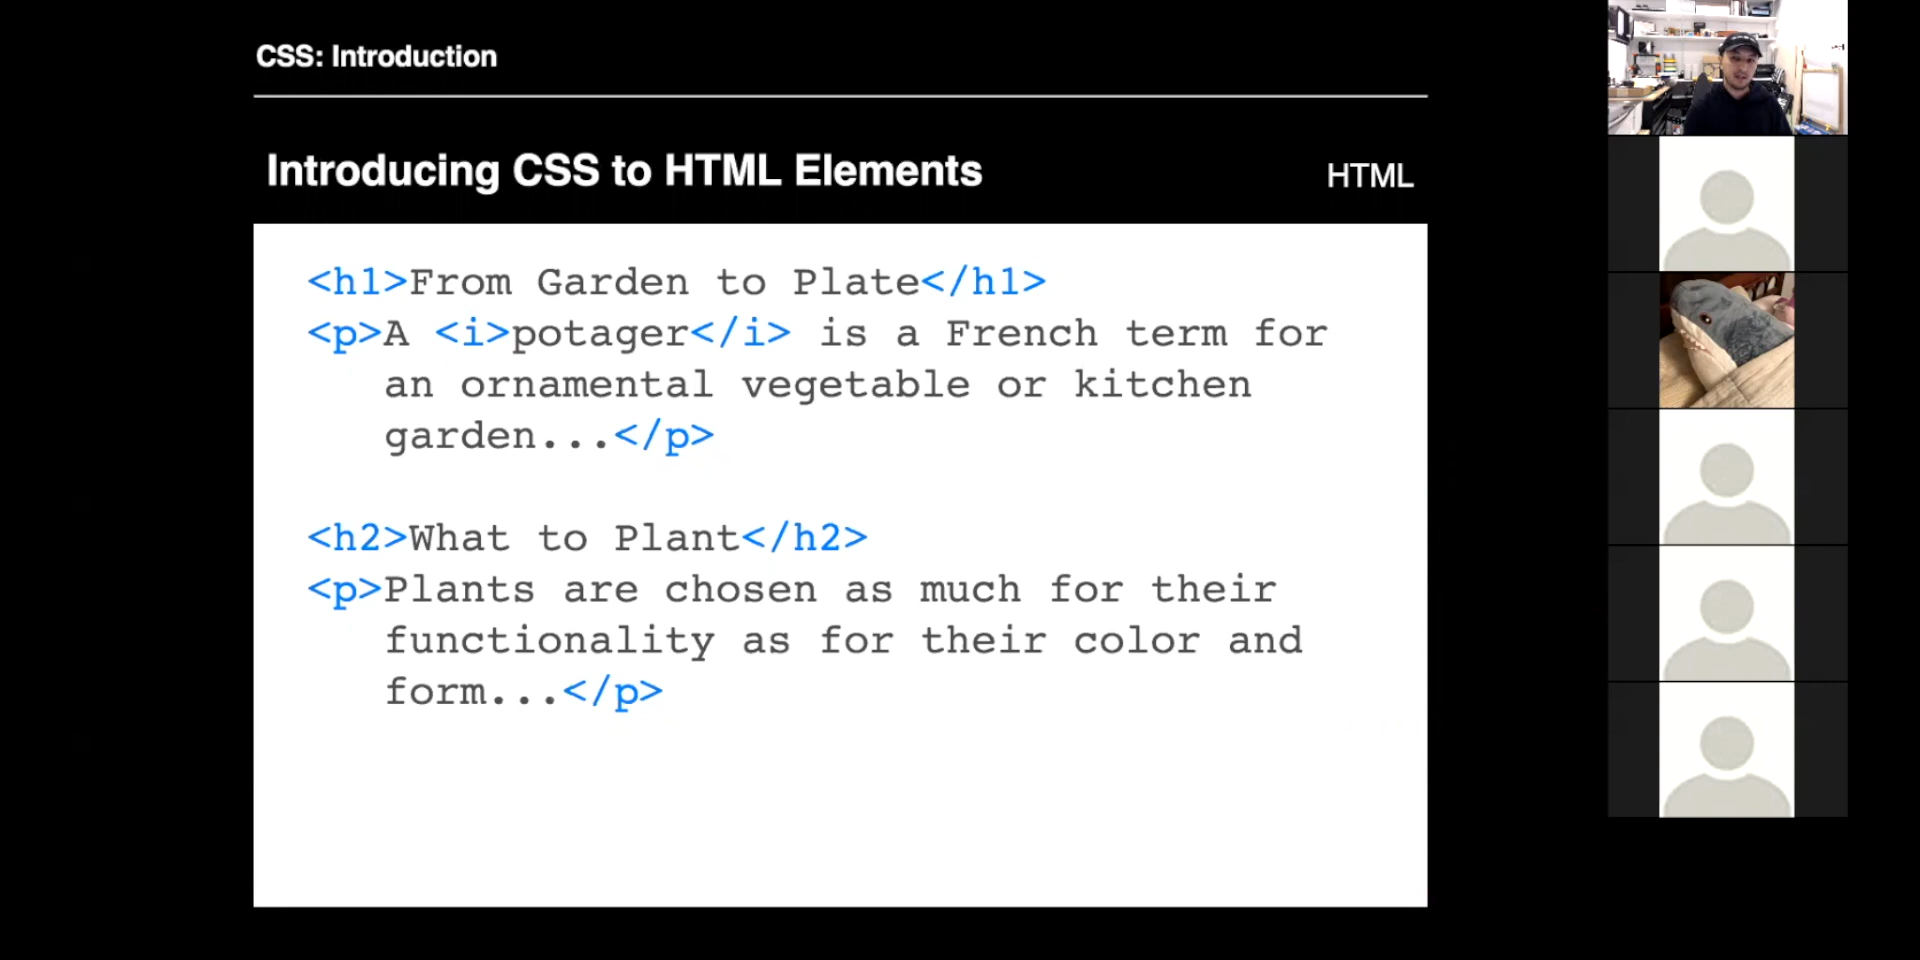 CSS: Introduction
Introducing CSS to HTML Elements
HTML
<h1>From Garden to Plate</h1>
<p>A <i>potager</i> is a French term for
an ornamental vegetable or kitchen
garden...</p>
<h2>What to Plant</h2>
<p>Plants are chosen as much for their
functionality as for their color and
form...</p>